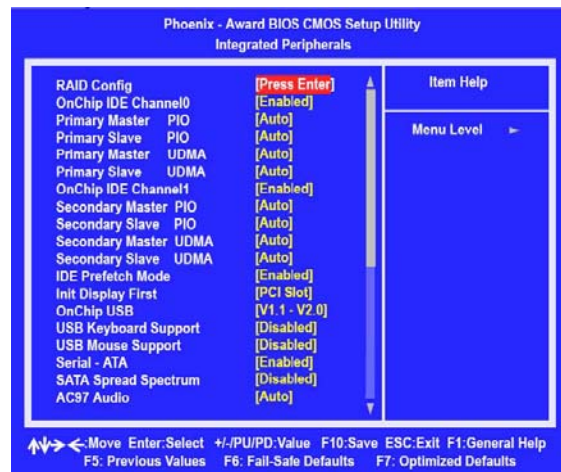 Phoenix - Award BIOS CMOS Setup Utility
Integrated Peripherals
RAID Config [Press Enter]
OnChip IDE Channel0 [Enabled]
Primary Master PIO [Auto]
Primary Slave PIO [Auto]
Primary Master UDMA [Auto]
Primary Slave UDMA [Auto]
OnChip IDE Channel1 [Enabled]
Secondary Master PIO [Auto]
Secondary Slave PIO [Auto]
Secondary Master UDMA [Auto]
Secondary Slave UDMA [Auto]
IDE Prefetch Mode [Enabled]
Init Display First [PCI Slot]
OnChip USB [V1.1 - V2.0]
USB Keyboard Support [Disabled]
USB Mouse Support [Disabled]
Serial - ATA [Enabled]
SATA Spread Spectrum [Disabled]
AC97 Audio [Auto]
Item Help
Menu Level ►
↑↓→←:Move Enter:Select +/-/PU/PD:Value F10:Save ESC:Exit F1:General Help
F5: Previous Values F6: Fail-Safe Defaults F7: Optimized Defaults